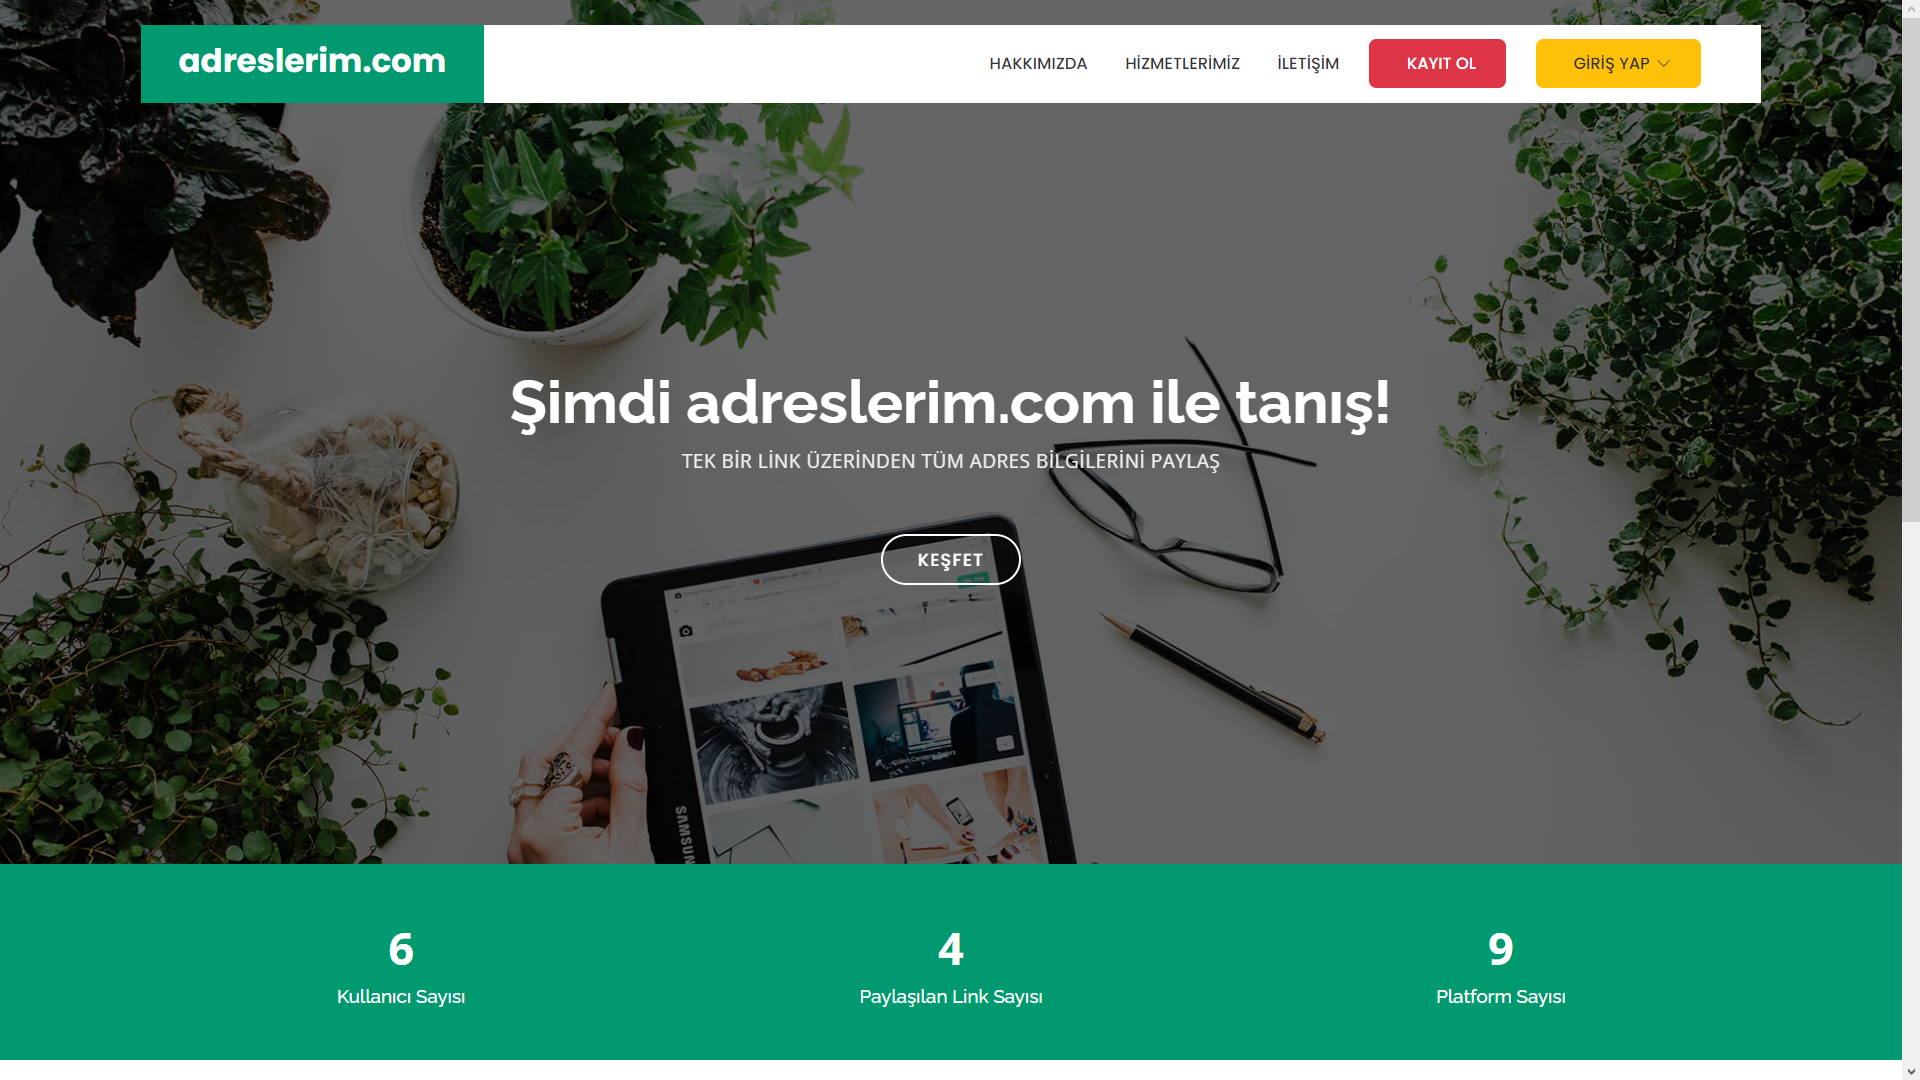 adreslerim.com
HAKKIMIZDA
HİZMETLERİMİZ
İLETİŞİM
KAYIT OL
GİRİŞ YAP
Şimdi adreslerim.com ile tanış!
TEK BİR LİNK ÜZERİNDEN TÜM ADRES BİLGİLERİNİ PAYLAŞ
KEŞFET
6
4
9
Kullanıcı Sayısı
Paylaşılan Link Sayısı
Platform Sayısı